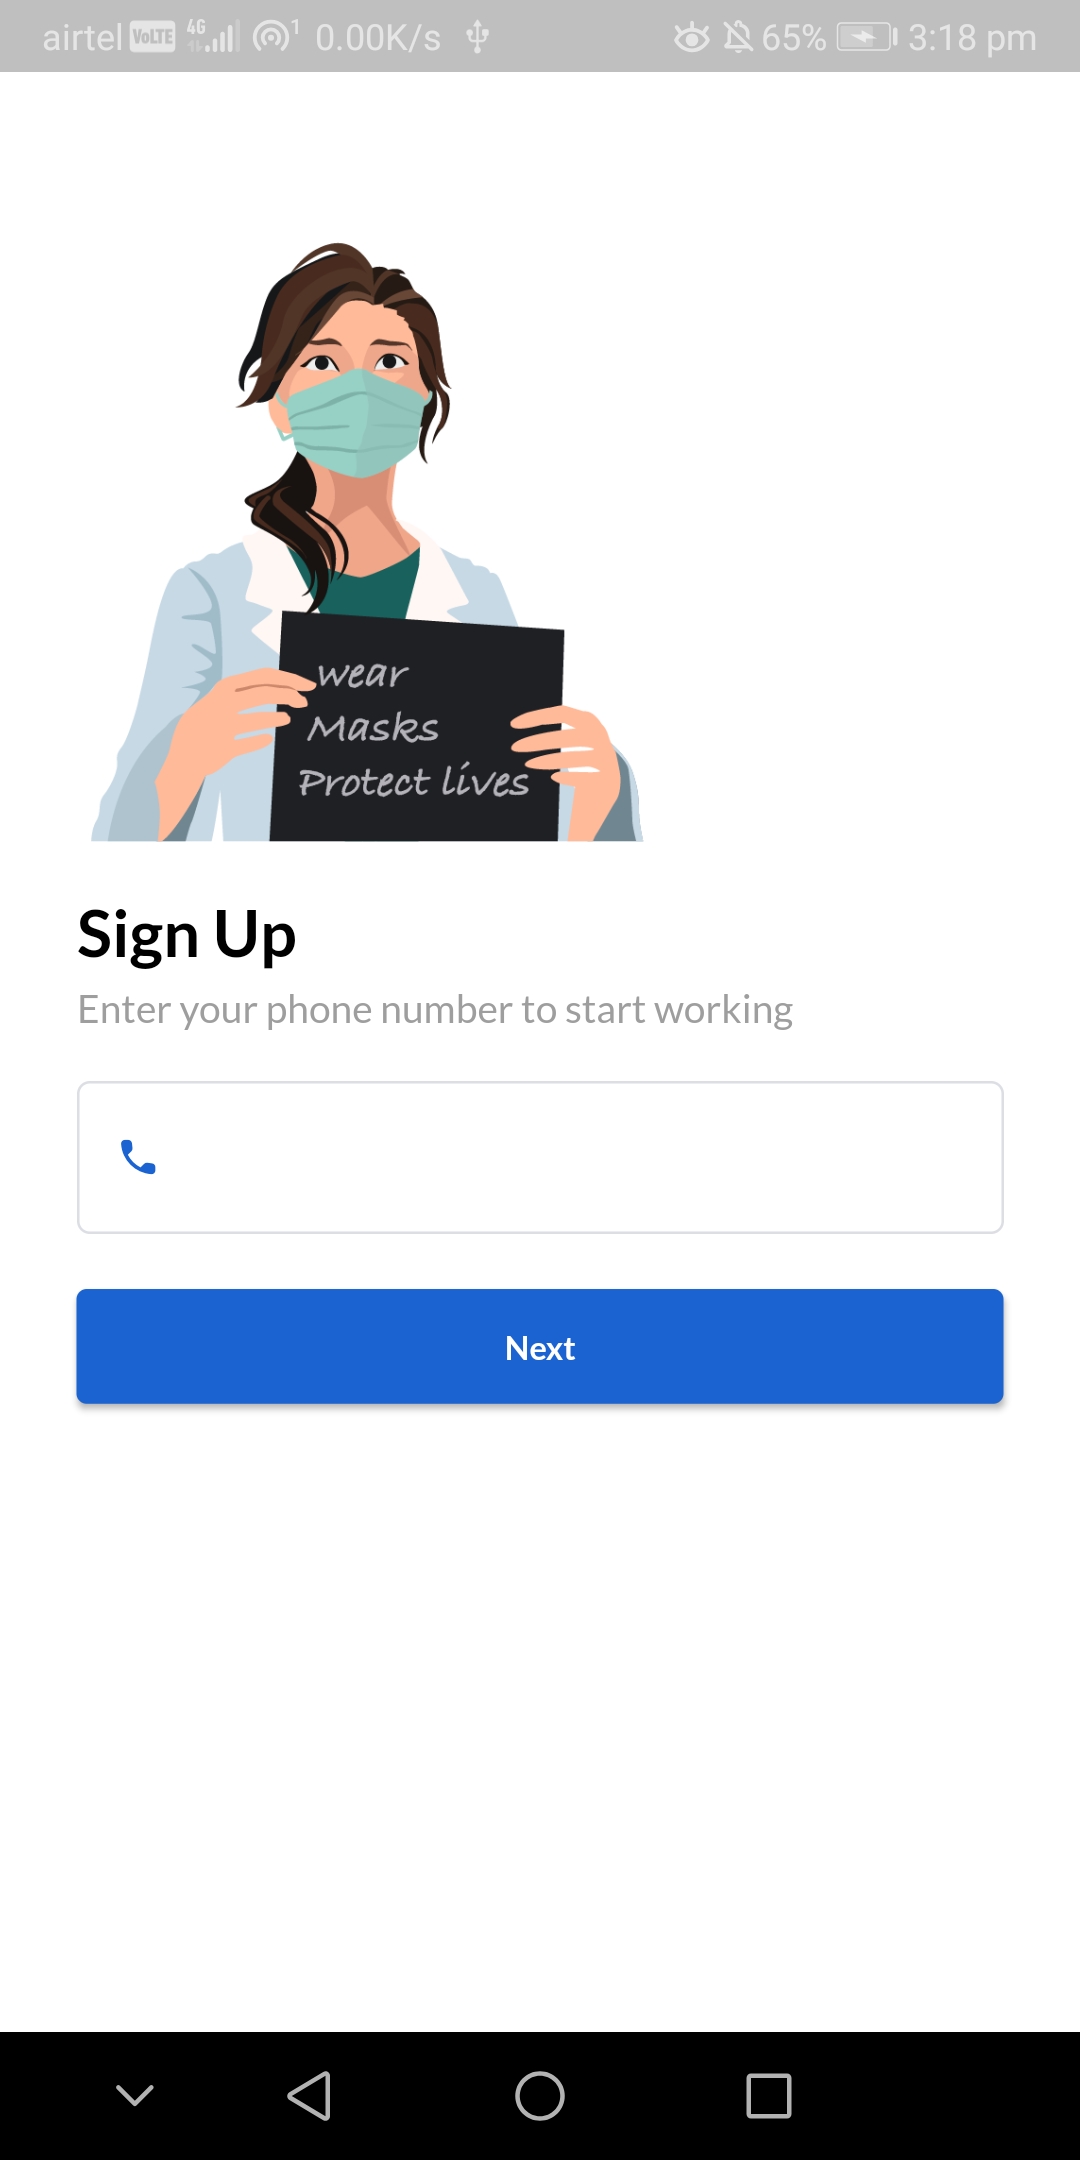 airtel VoLTE 4G 1 0.00K/s 65% 3:18 pm
wear
Masks
Protect lives
Sign Up
Enter your phone number to start working
Next